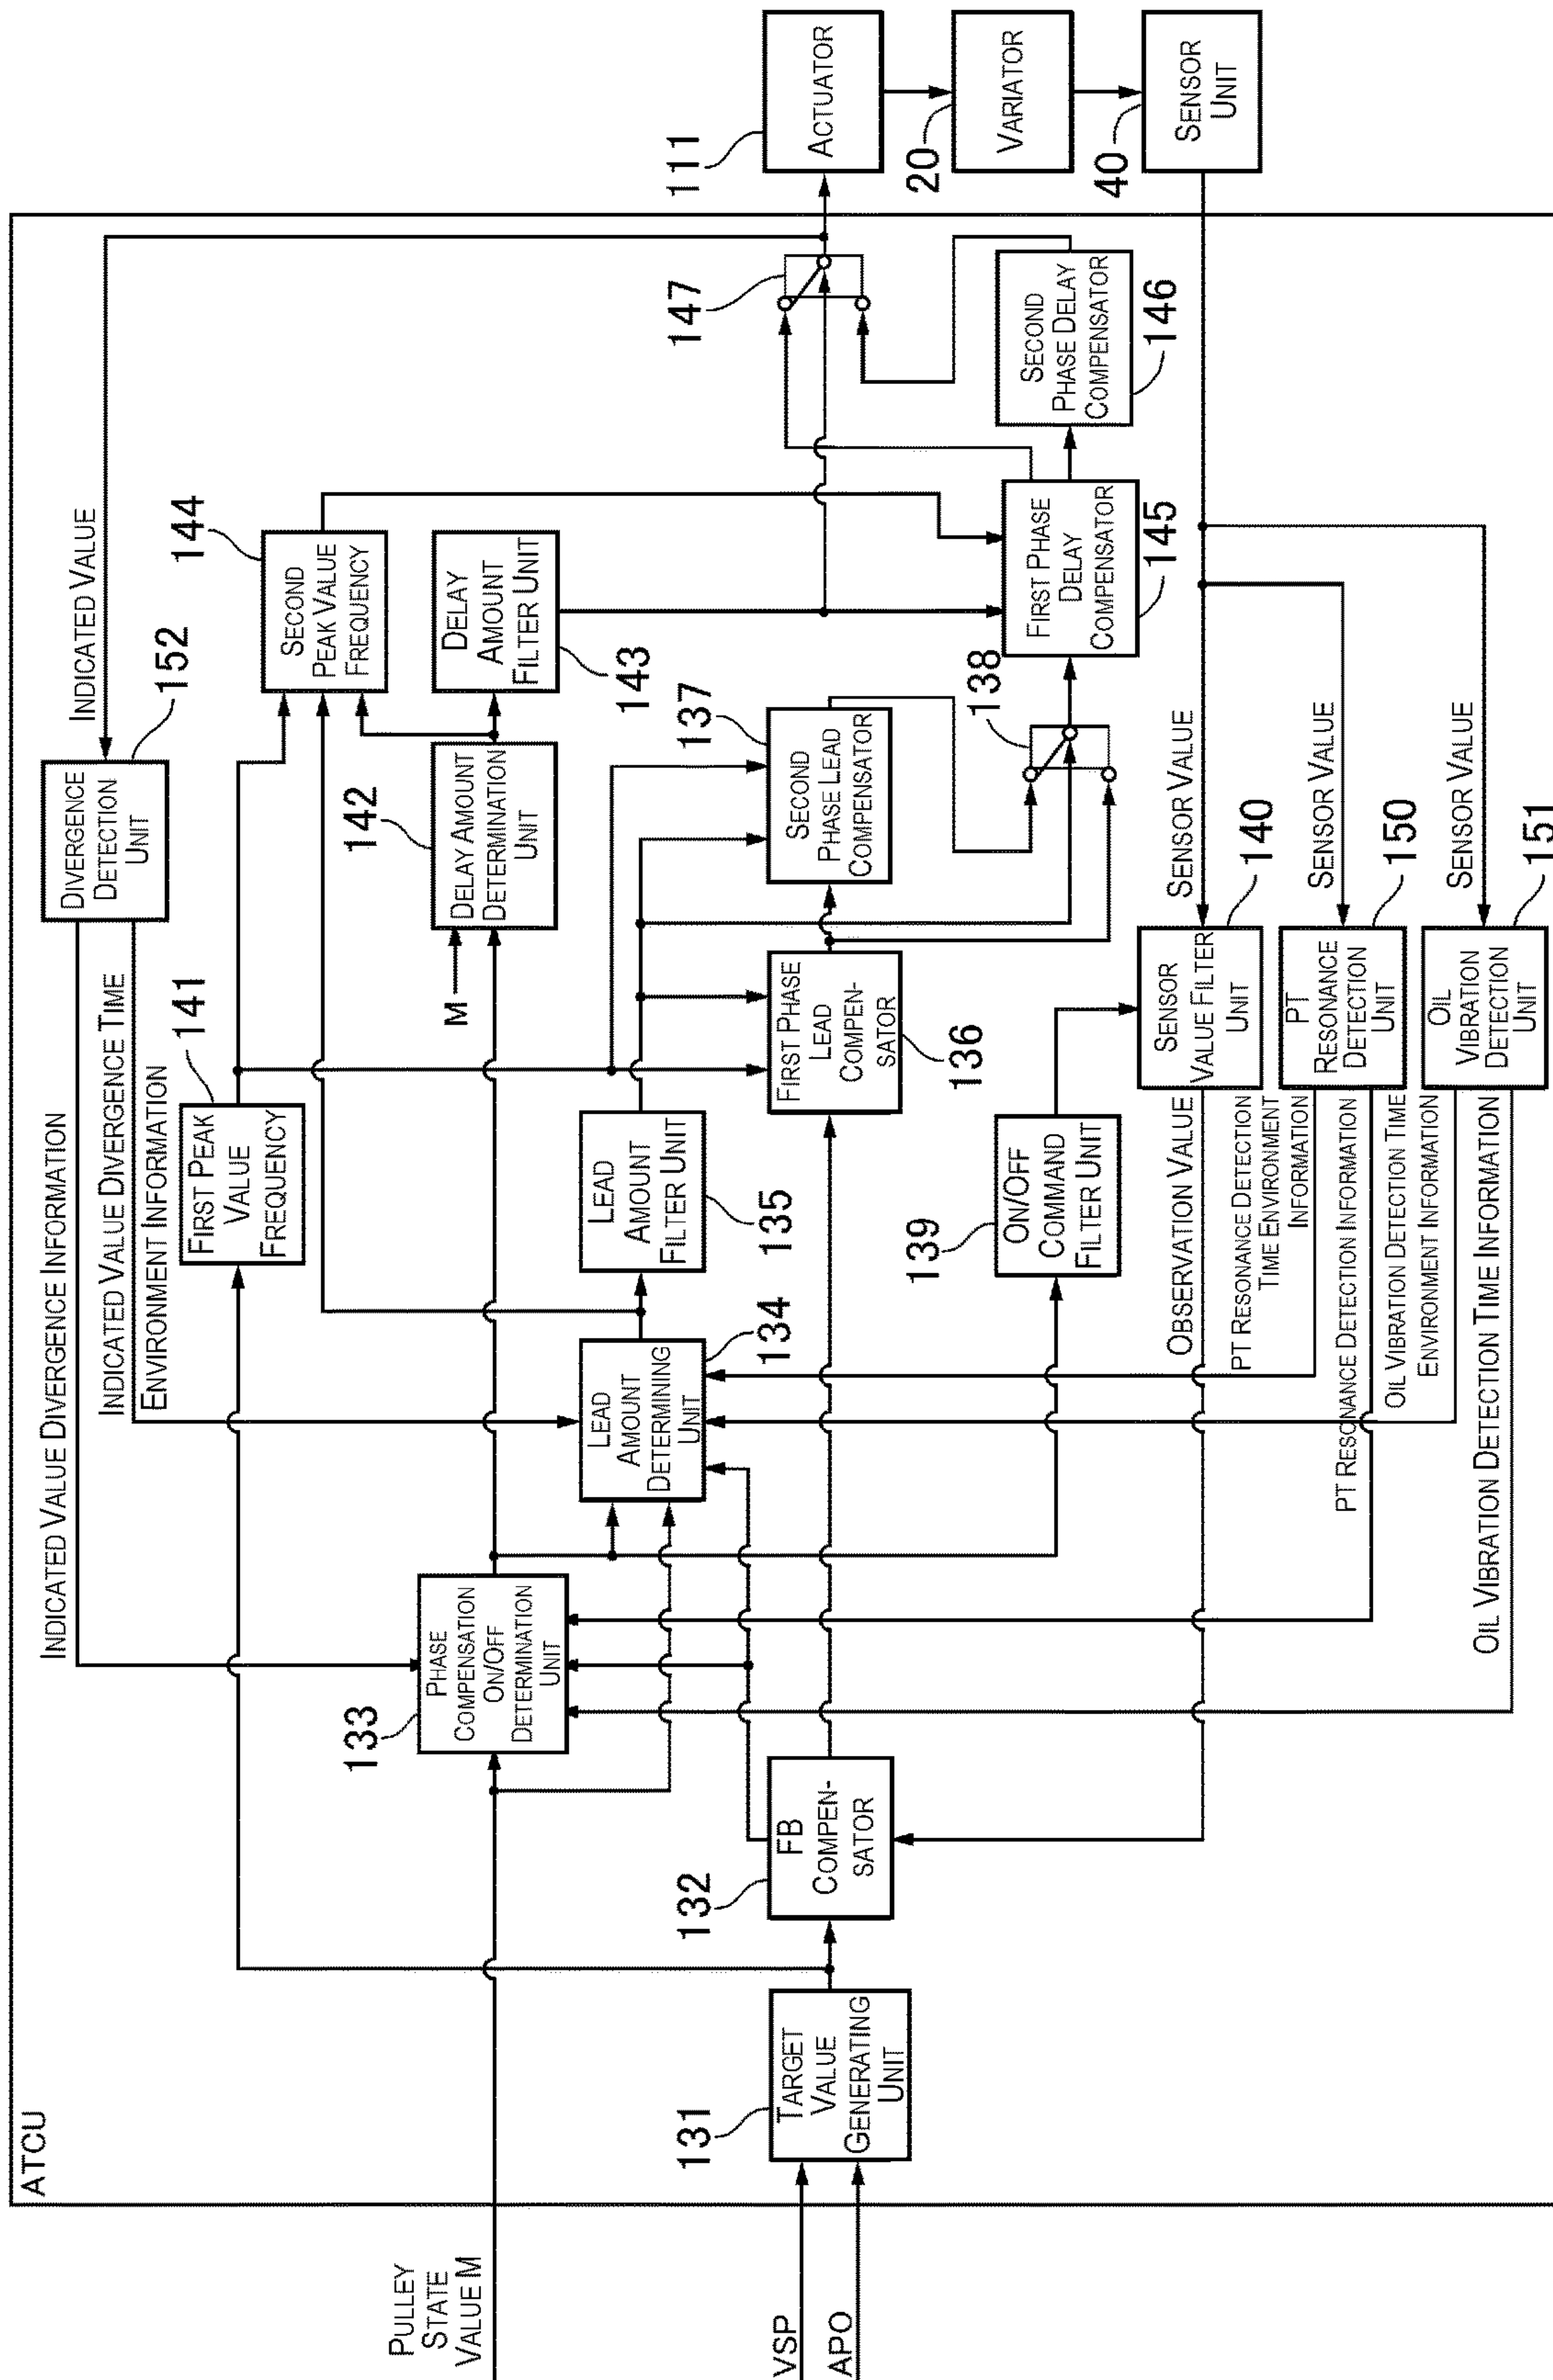 ATCU
PULLEY
STATE
VALUE M
VSP
APO
131
TARGET
VALUE
GENERATING
UNIT
132
FB
COMPEN-
SATOR
133
PHASE
COMPENSATION
ON/OFF
DETERMINATION
UNIT
INDICATED VALUE DIVERGENCE INFORMATION
INDICATED VALUE DIVERGENCE TIME
ENVIRONMENT INFORMATION
LEAD
AMOUNT
DETERMINING
UNIT
134
141
FIRST PEAK
VALUE
FREQUENCY
LEAD
AMOUNT
FILTER UNIT
135
139
ON/OFF
COMMAND
FILTER UNIT
FIRST PHASE
LEAD
COMPEN-
SATOR
136
DIVERGENCE
DETECTION
UNIT
152
INDICATED VALUE
M
142
DELAY AMOUNT
DETERMINATION
UNIT
137
SECOND
PHASE LEAD
COMPENSATOR
138
144
SECOND
PEAK VALUE
FREQUENCY
DELAY
AMOUNT
FILTER UNIT
143
FIRST PHASE
DELAY
COMPENSATOR
145
SECOND
PHASE DELAY
COMPENSATOR
146
147
111
ACTUATOR
20
VARIATOR
40
SENSOR
UNIT
SENSOR VALUE
SENSOR VALUE
SENSOR VALUE
SENSOR
VALUE FILTER
UNIT
140
PT
RESONANCE
DETECTION
UNIT
150
OIL
VIBRATION
DETECTION
UNIT
151
OBSERVATION VALUE
PT RESONANCE DETECTION
TIME ENVIRONMENT
INFORMATION
PT RESONANCE DETECTION INFORMATION
OIL VIBRATION DETECTION TIME
ENVIRONMENT INFORMATION
OIL VIBRATION DETECTION TIME INFORMATION